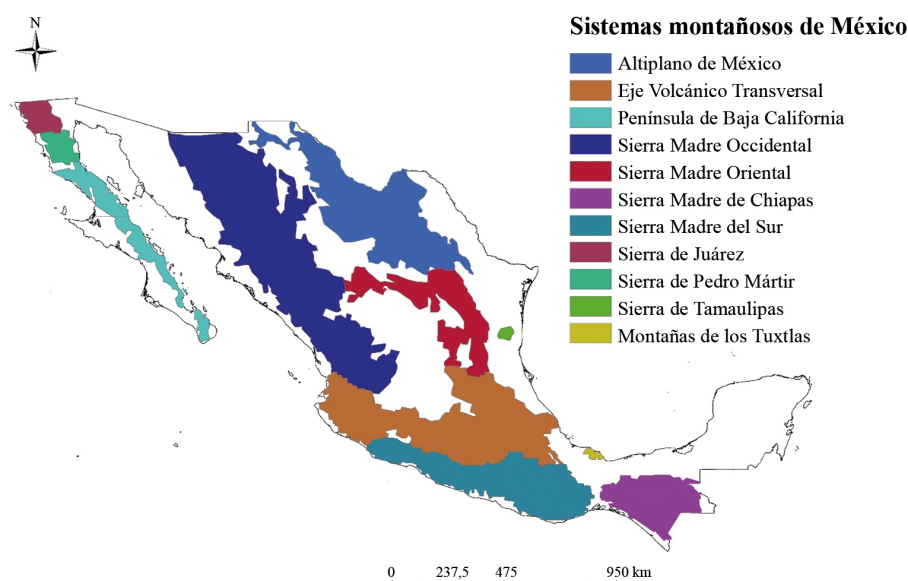 N
Sistemas montañosos de México
Altiplano de México
Eje Volcánico Transversal
Península de Baja California
Sierra Madre Occidental
Sierra Madre Oriental
Sierra Madre de Chiapas
Sierra Madre del Sur
Sierra de Juárez
Sierra de Pedro Mártir
Sierra de Tamaulipas
Montañas de los Tuxtlas
0 237,5 475 950 km